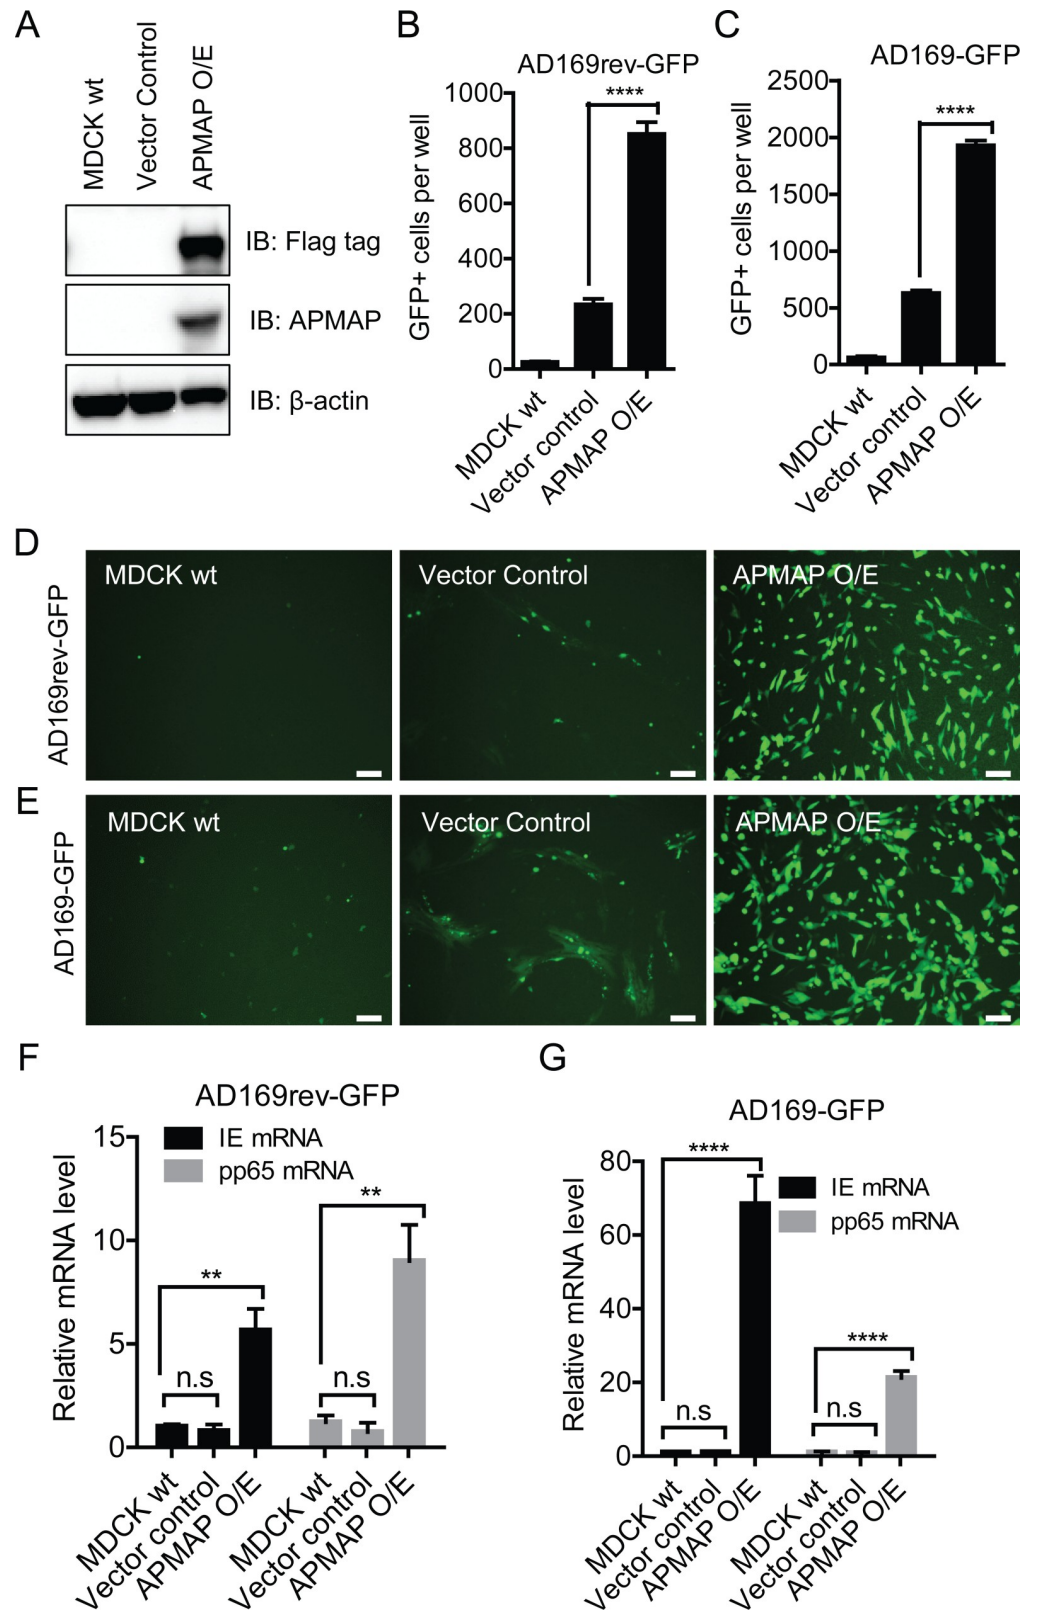 A
MDCK wt
Vector Control
APMAP O/E
IB: Flag tag
IB: APMAP
IB: β-actin
B
AD169rev-GFP
****
GFP+ cells per well
1000
800
600
400
200
0
MDCK wt
Vector control
APMAP O/E
C
AD169-GFP
****
GFP+ cells per well
2500
2000
1500
1000
500
0
MDCK wt
Vector control
APMAP O/E
D
AD169rev-GFP
MDCK wt
Vector Control
APMAP O/E
E
AD169-GFP
MDCK wt
Vector Control
APMAP O/E
F
AD169rev-GFP
IE mRNA
pp65 mRNA
Relative mRNA level
15
10
5
0
**
n.s
**
n.s
MDCK wt
Vector control
APMAP O/E
MDCK wt
Vector control
APMAP O/E
G
AD169-GFP
IE mRNA
pp65 mRNA
Relative mRNA level
80
60
40
20
0
****
n.s
****
n.s
MDCK wt
Vector control
APMAP O/E
MDCK wt
Vector control
APMAP O/E